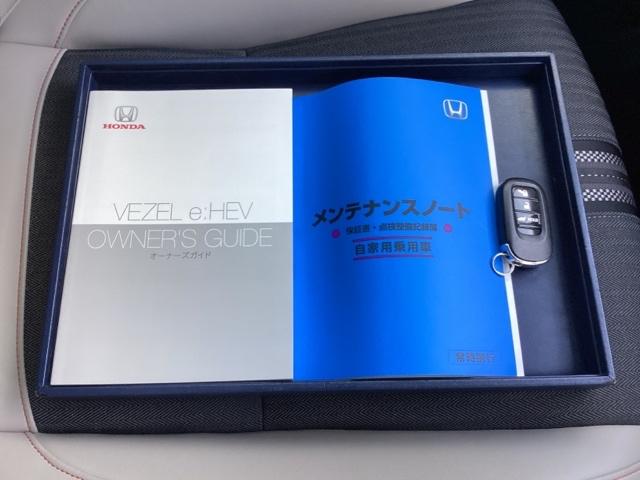 HONDA
VEZEL e:HEV
OWNER'S GUIDE
オーナーズガイド
メンテナンスノート
保証書・点検整備記録簿
自家用乗用車